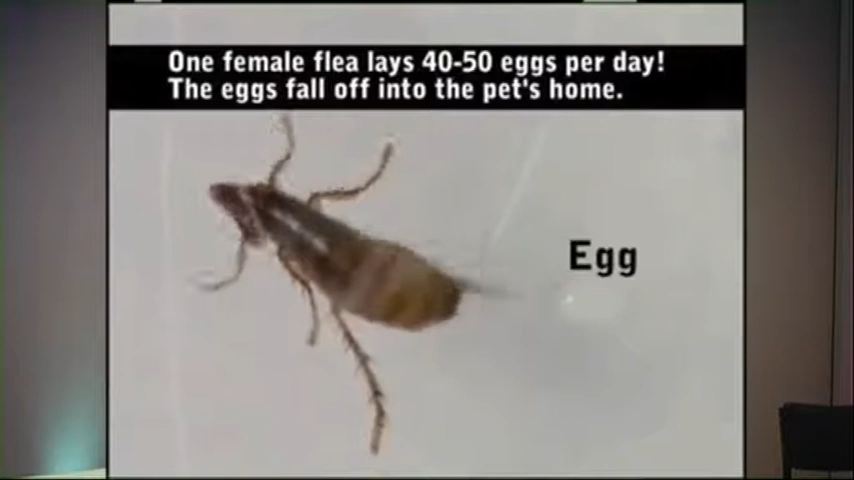 One female flea lays 40-50 eggs per day!
The eggs fall off into the pet's home.
Egg